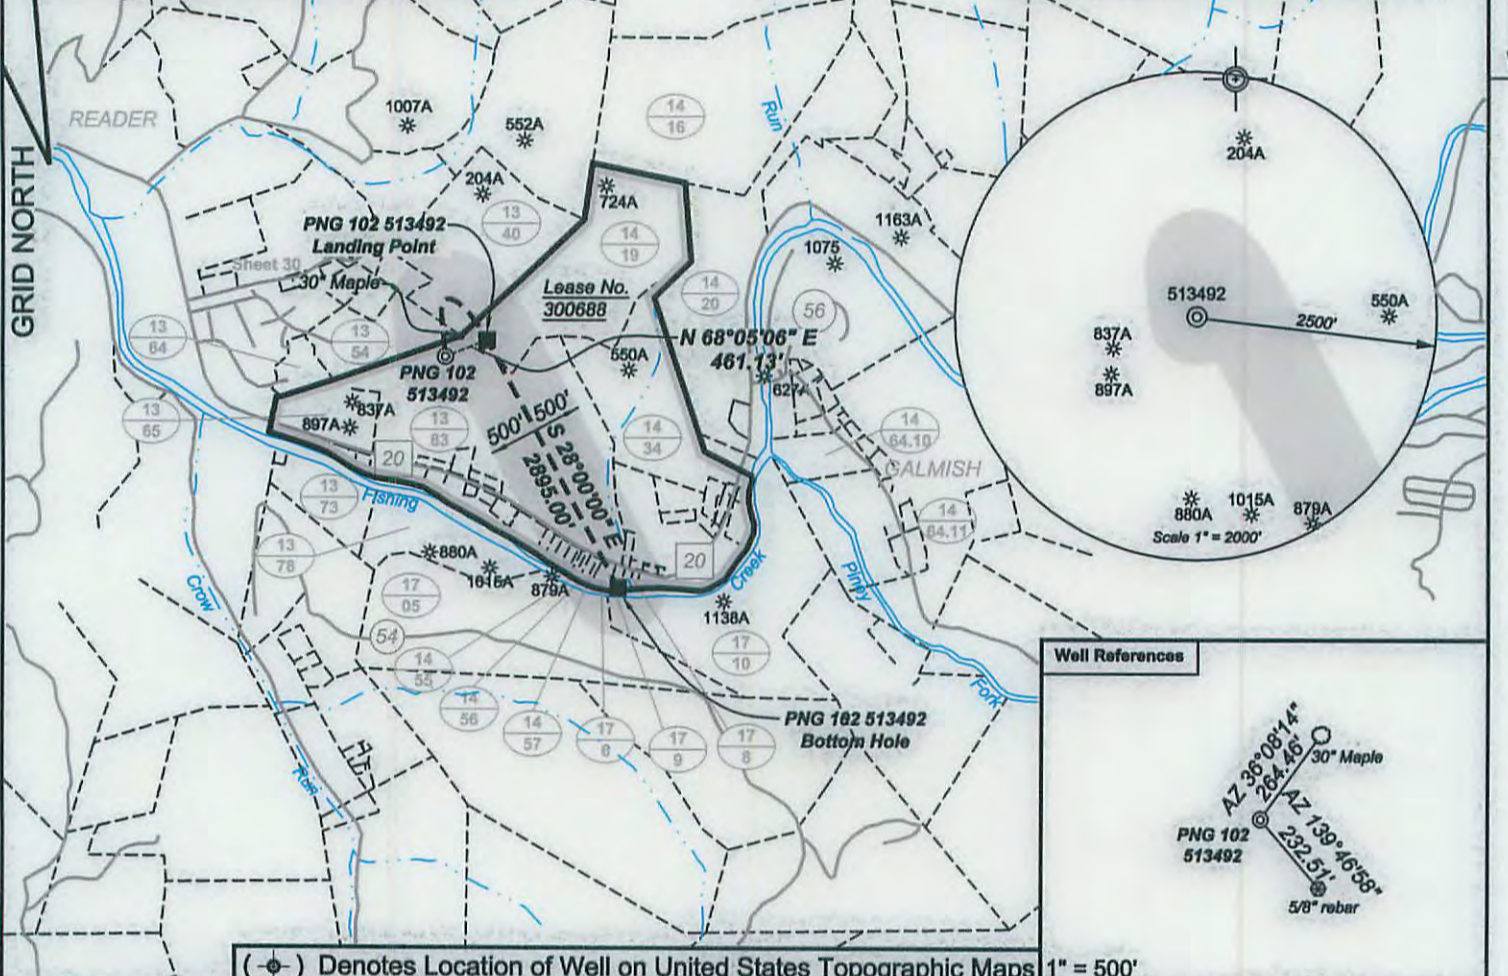 GRID NORTH
READER
1007A
552A
14
16
Run
204A
724A
13
40
PNG 102 513492
Landing Point
14
19
1163A
1075
Sheet 30
30" Maple
Lease No.
300688
14
20
56
13
64
13
54
N 68°05'06" E
461.13'
550A
PNG 102
513492
627A
837A
897A
13
65
13
83
500'
500'
S 28°00'00" E
2895.00'
14
34
14
64.10
GALMISH
20
Fishing
13
73
14
64.11
13
78
880A
1015A
879A
20
Creek
1138A
Piney
Fork
Crow
Run
17
05
54
14
55
14
56
14
57
17
9
17
8
17
10
PNG 102 513492
Bottom Hole
204A
513492
2500'
550A
837A
897A
880A
1015A
879A
Scale 1" = 2000'
Well References
AZ 36°08'14"
264.46'
30" Maple
PNG 102
513492
AZ 139°46'58"
232.51'
5/8" rebar
( ) Denotes Location of Well on United States Topographic Maps
1" = 500'